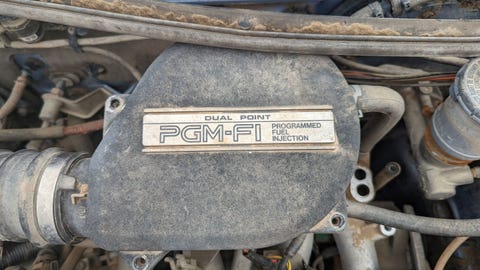 DUAL POINT
PGM-FI
PROGRAMMED
FUEL
INJECTION